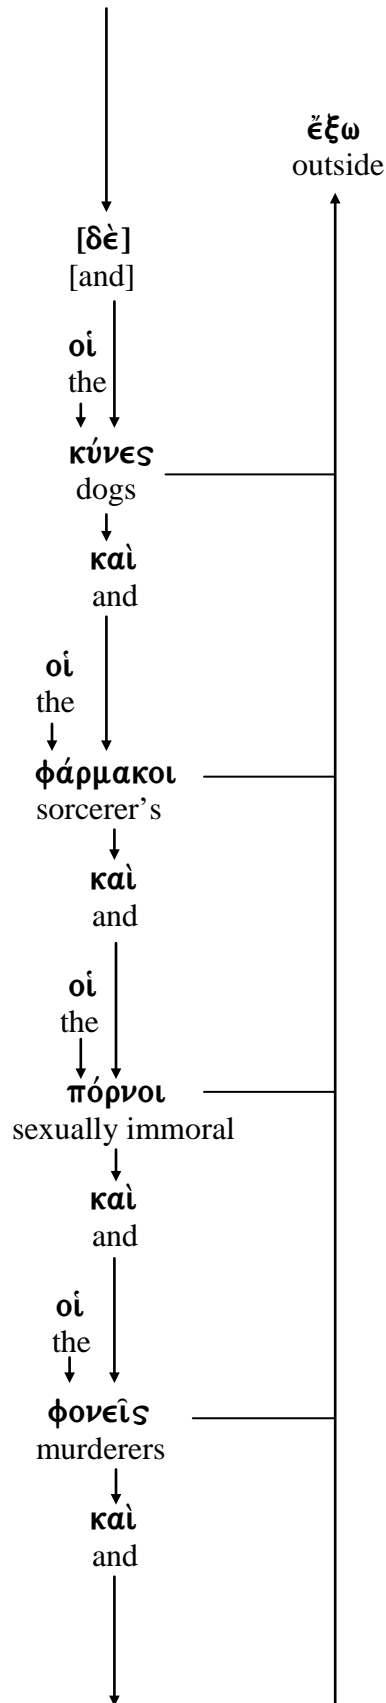 ἔξω
outside
[δὲ]
[and]
οἱ
the
κύνες
dogs
καὶ
and
οἱ
the
φάρμακοι
sorcerer's
καὶ
and
οἱ
the
πόρνοι
sexually immoral
καὶ
and
οἱ
the
φονεῖς
murderers
καὶ
and